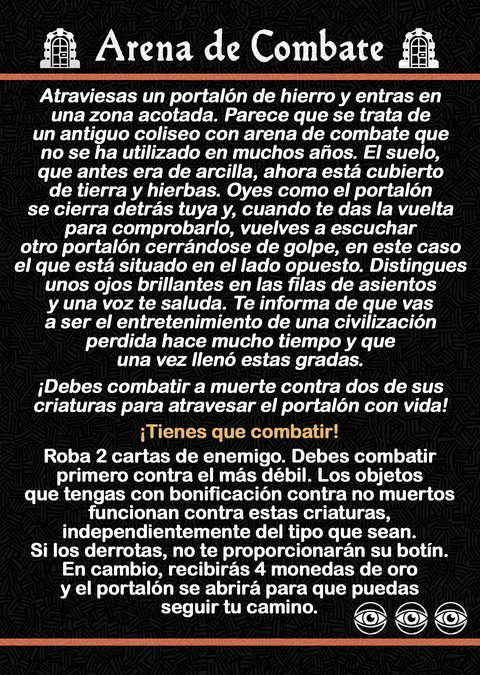 Arena de Combate
Atraviesas un portalón de hierro y entras en
una zona acotada. Parece que se trata de
un antiguo coliseo con arena de combate que
no se ha utilizado en muchos años. El suelo,
que antes era de arcilla, ahora está cubierto
de tierra y hierbas. Oyes como el portalón
se cierra detrás tuya y, cuando te das la vuelta
para comprobarlo, vuelves a escuchar
otro portalón cerrándose de golpe, en este caso
el que está situado en el lado opuesto. Distingues
unos ojos brillantes en las filas de asientos
y una voz te saluda. Te informa de que vas
a ser el entretenimiento de una civilización
perdida hace mucho tiempo y que
una vez llenó estas gradas.
¡Debes combatir a muerte contra dos de sus
criaturas para atravesar el portalón con vida!
¡Tienes que combatir!
Roba 2 cartas de enemigo. Debes combatir
primero contra el más débil. Los objetos
que tengas con bonificación contra no muertos
funcionan contra estas criaturas,
independientemente del tipo que sean.
Si los derrotas, no te proporcionarán su botín.
En cambio, recibirás 4 monedas de oro
y el portalón se abrirá para que puedas
seguir tu camino.